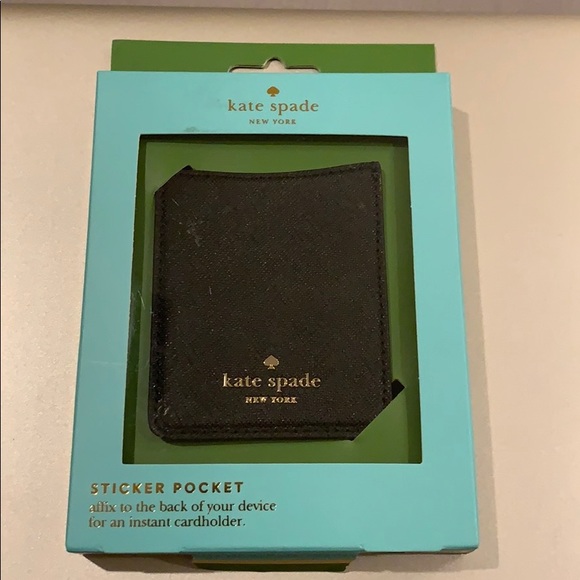 kate spade
NEW YORK
kate spade
NEW YORK
STICKER POCKET
affix to the back of your device
for an instant cardholder.